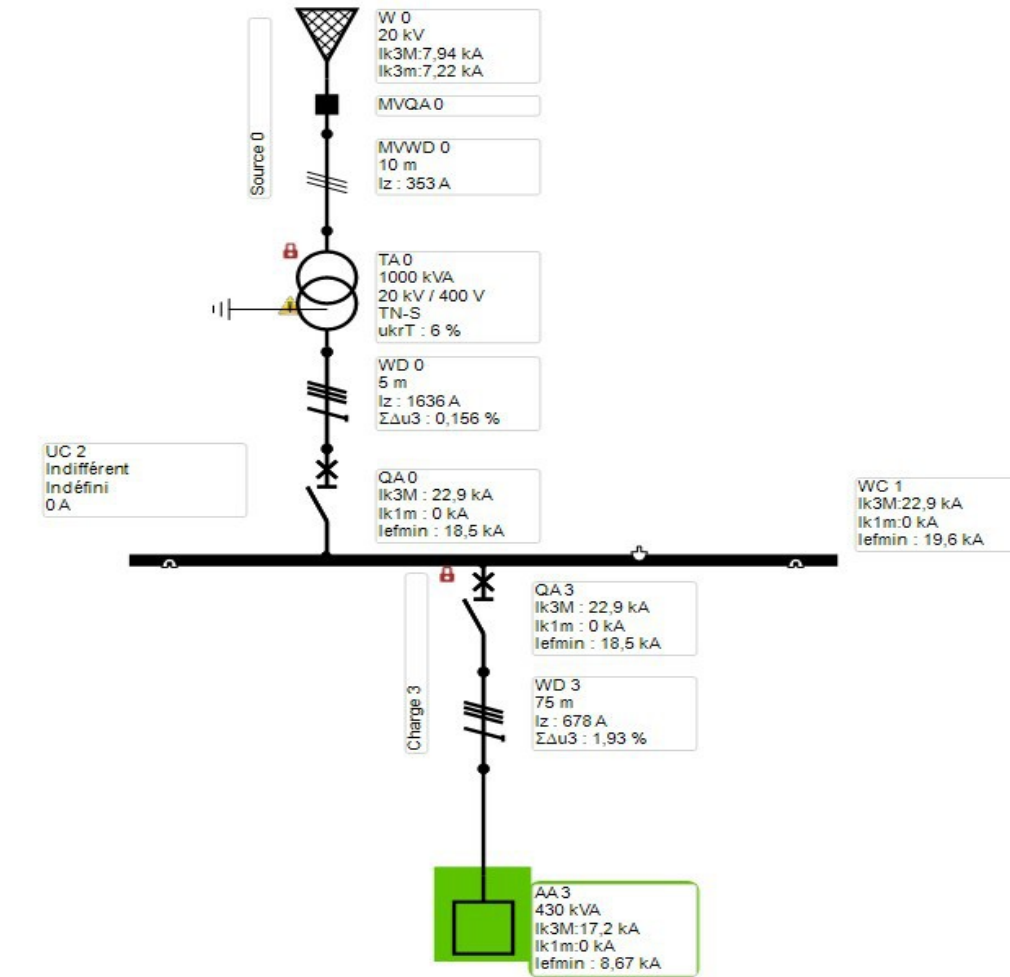 W 0
20 kV
Ik3M:7,94 kA
Ik3m:7,22 kA
MVQA 0
Source 0
MVWD 0
10 m
Iz : 353 A
TA 0
1000 kVA
20 kV / 400 V
TN-S
ukrT : 6 %
WD 0
5 m
Iz : 1636 A
ΣΔu3 : 0,156 %
UC 2
Indifférent
Indéfini
0 A
QA 0
Ik3M : 22,9 kA
Ik1m : 0 kA
Iefmin : 18,5 kA
WC 1
Ik3M:22,9 kA
Ik1m:0 kA
Iefmin : 19,6 kA
QA 3
Ik3M : 22,9 kA
Ik1m : 0 kA
Iefmin : 18,5 kA
Charge 3
WD 3
75 m
Iz : 678 A
ΣΔu3 : 1,93 %
AA 3
430 kVA
Ik3M:17,2 kA
Ik1m:0 kA
Iefmin : 8,67 kA